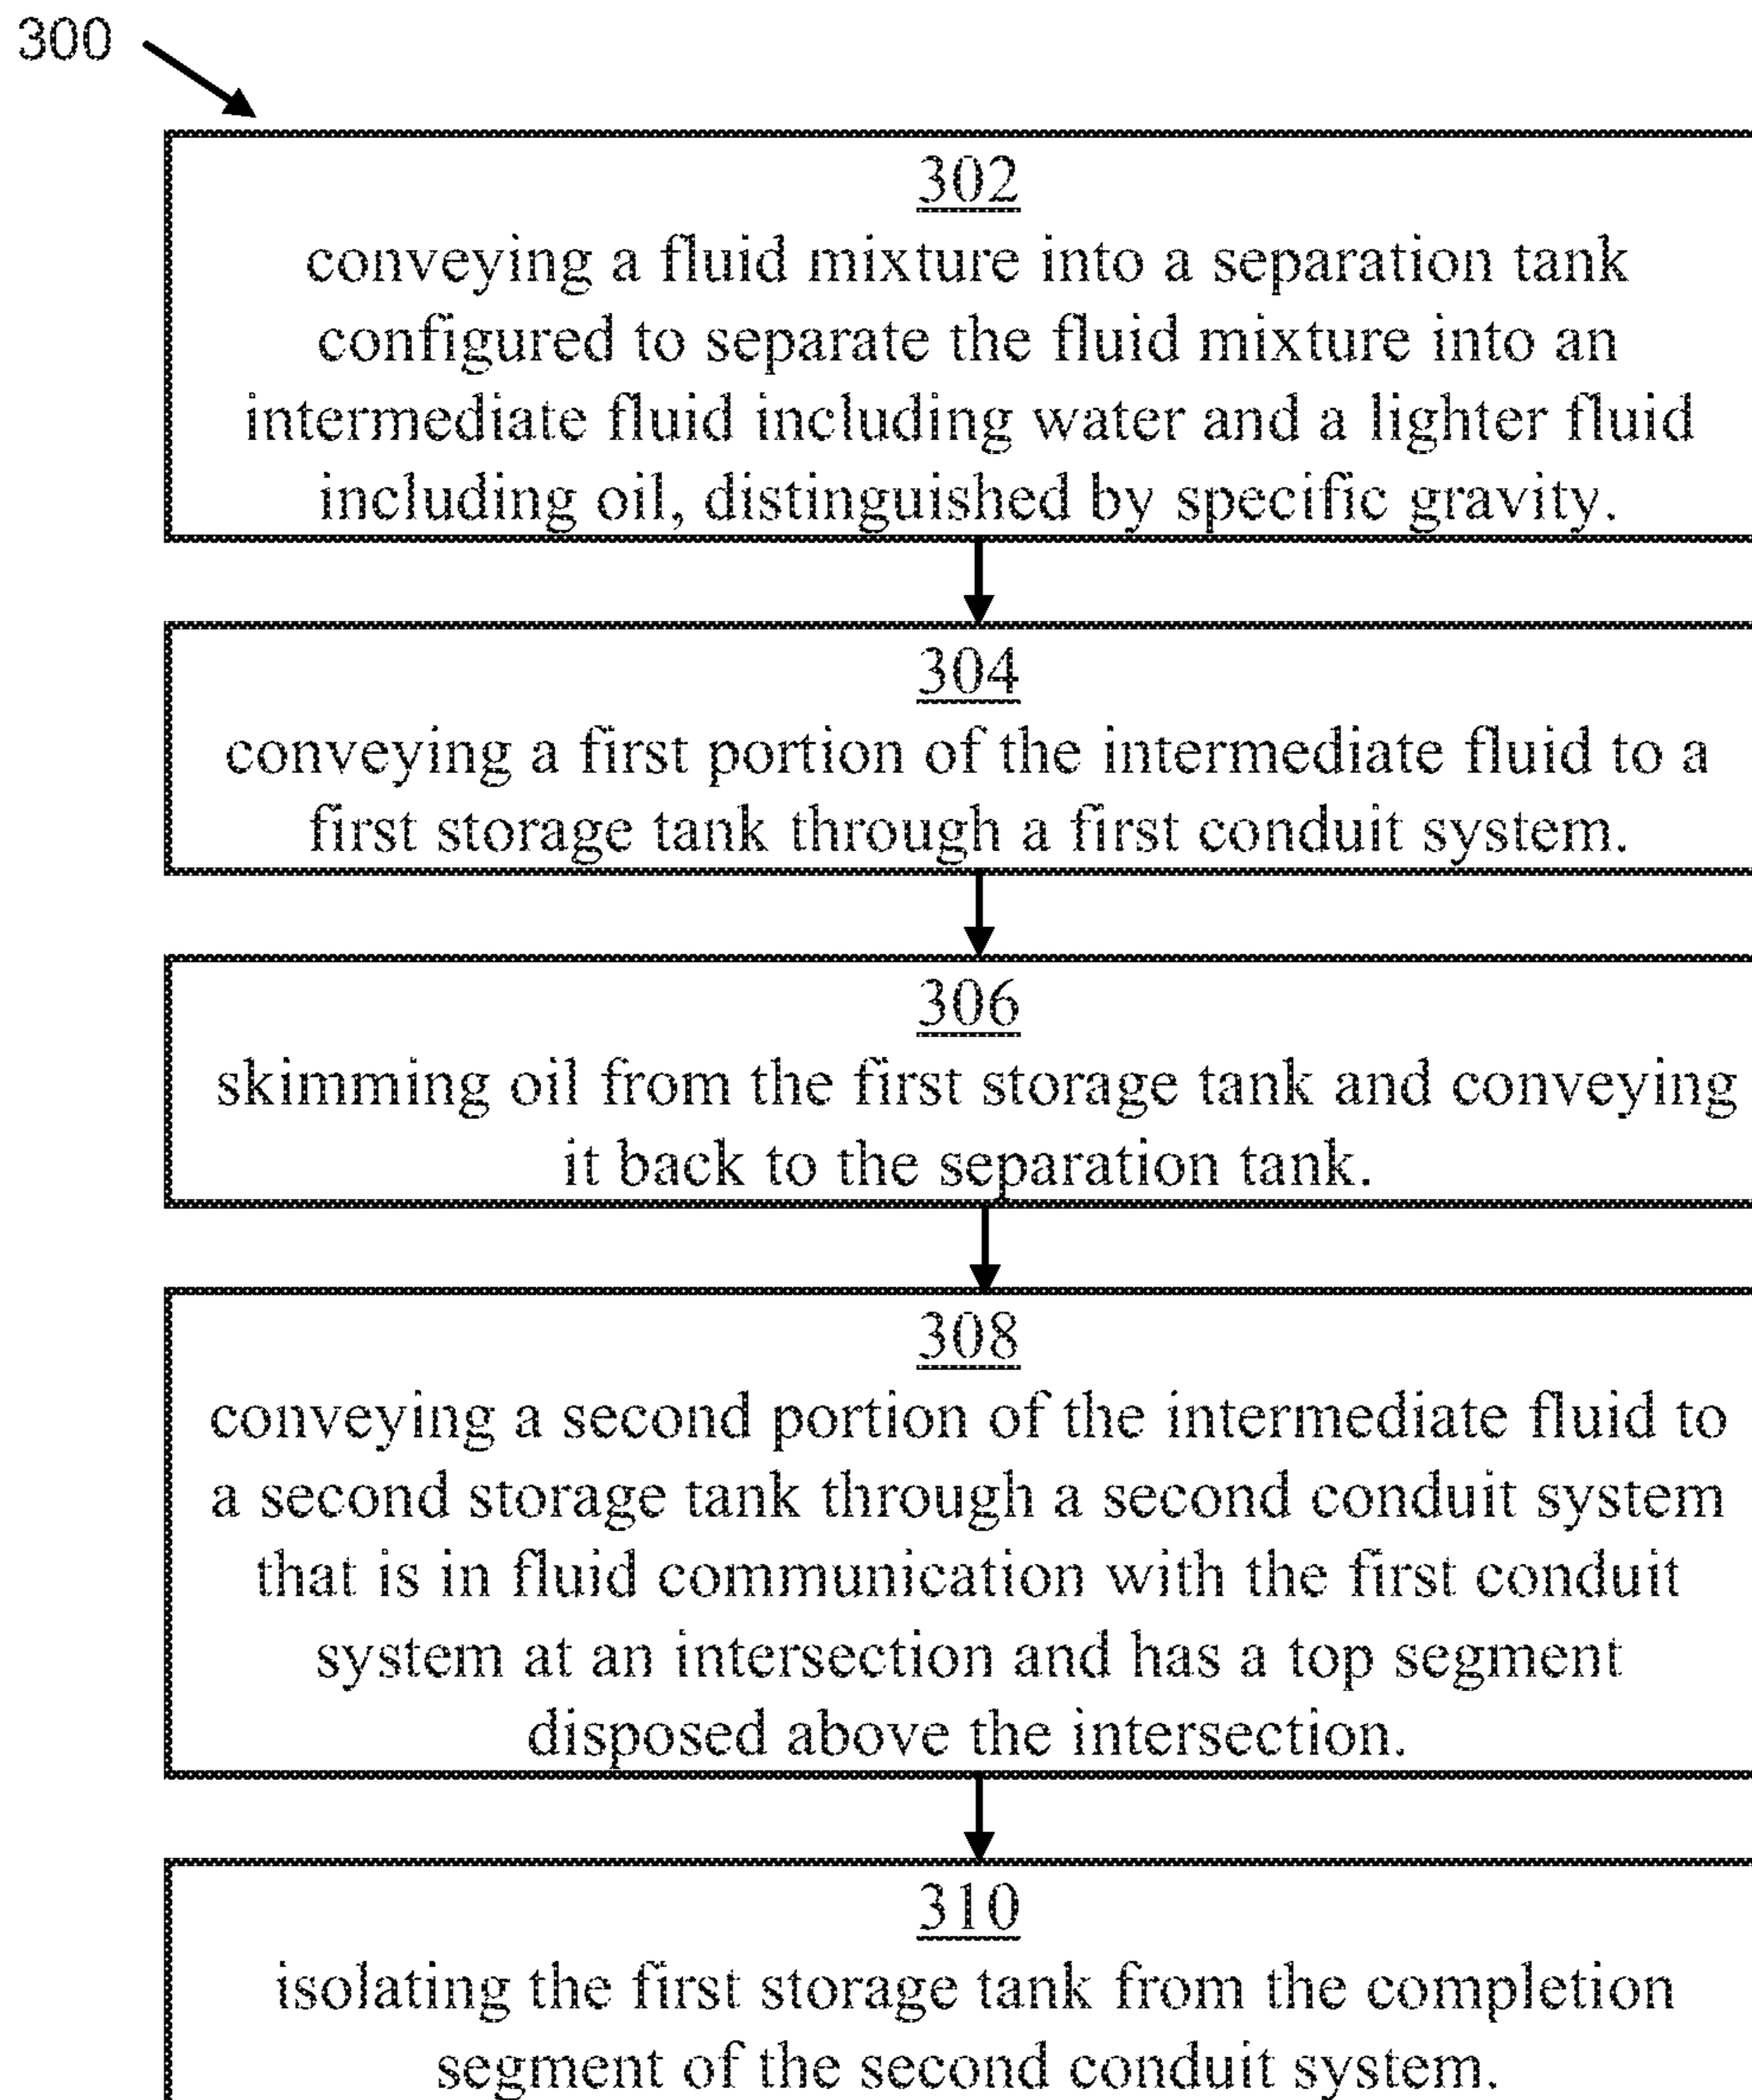 300
302
conveying a fluid mixture into a separation tank
configured to separate the fluid mixture into an
intermediate fluid including water and a lighter fluid
including oil, distinguished by specific gravity.
304
conveying a first portion of the intermediate fluid to a
first storage tank through a first conduit system.
306
skimming oil from the first storage tank and conveying
it back to the separation tank.
308
conveying a second portion of the intermediate fluid to
a second storage tank through a second conduit system
that is in fluid communication with the first conduit
system at an intersection and has a top segment
disposed above the intersection.
310
isolating the first storage tank from the completion
segment of the second conduit system.